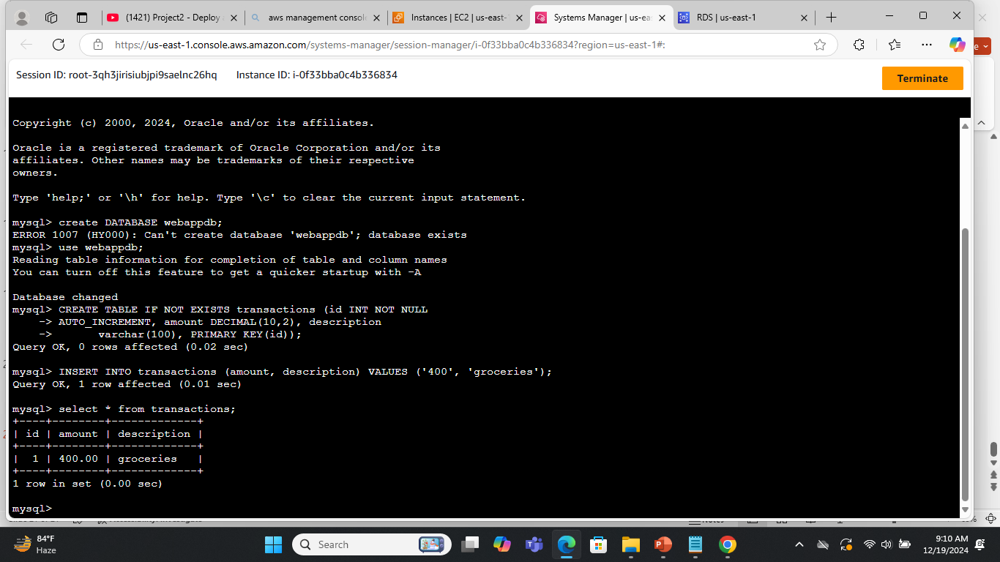 (1421) Project2 - Deploy
aws management consol
Instances | EC2 | us-east-
Systems Manager | us-ea
RDS | us-east-1
https://us-east-1.console.aws.amazon.com/systems-manager/session-manager/i-0f33bba0c4b336834?region=us-east-1#:
Session ID: root-3qh3jirisiubjpi9saelnc26hq Instance ID: i-0f33bba0c4b336834
Terminate
Copyright (c) 2000, 2024, Oracle and/or its affiliates.
Oracle is a registered trademark of Oracle Corporation and/or its
affiliates. Other names may be trademarks of their respective
owners.
Type 'help;' or '\h' for help. Type '\c' to clear the current input statement.
mysql> create DATABASE webappdb;
ERROR 1007 (HY000): Can't create database 'webappdb'; database exists
mysql> use webappdb;
Reading table information for completion of table and column names
You can turn off this feature to get a quicker startup with -A
Database changed
mysql> CREATE TABLE IF NOT EXISTS transactions (id INT NOT NULL
    -> AUTO_INCREMENT, amount DECIMAL(10,2), description
    ->       varchar(100), PRIMARY KEY(id));
Query OK, 0 rows affected (0.02 sec)
mysql> INSERT INTO transactions (amount, description) VALUES ('400', 'groceries');
Query OK, 1 row affected (0.01 sec)
mysql> select * from transactions;
+----+--------+-------------+
| id | amount | description |
+----+--------+-------------+
|  1 | 400.00 | groceries   |
+----+--------+-------------+
1 row in set (0.00 sec)
mysql>
84°F
Haze
Search
9:10 AM
12/19/2024